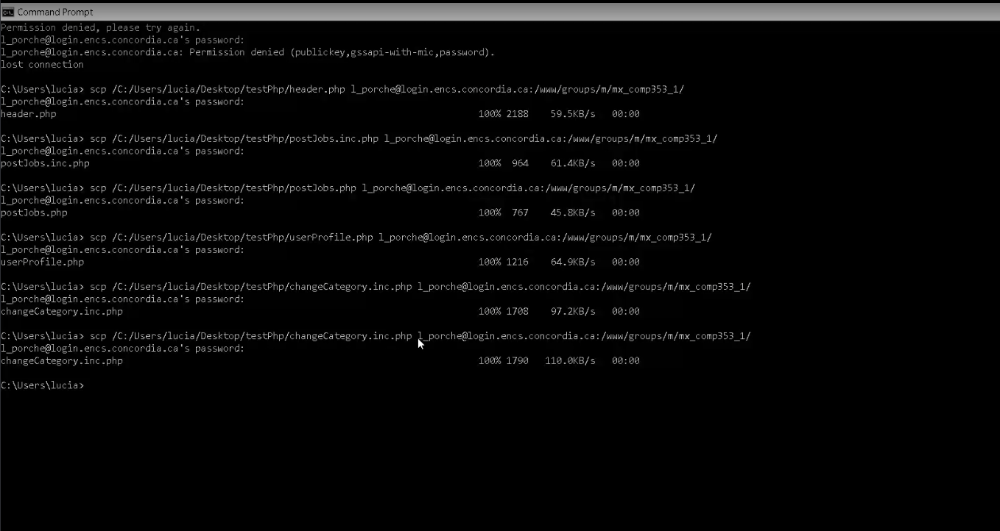 Command Prompt
Permission denied, please try again.
l_porche@login.encs.concordia.ca's password:
l_porche@login.encs.concordia.ca: Permission denied (publickey,gssapi-with-mic,password).
lost connection
C:\Users\lucia> scp /C:/Users/lucia/Desktop/testPhp/header.php l_porche@login.encs.concordia.ca:/www/groups/m/mx_comp353_1/
l_porche@login.encs.concordia.ca's password:
header.php 100% 2188 59.5KB/s 00:00
C:\Users\lucia> scp /C:/Users/lucia/Desktop/testPhp/postJobs.inc.php l_porche@login.encs.concordia.ca:/www/groups/m/mx_comp353_1/
l_porche@login.encs.concordia.ca's password:
postJobs.inc.php 100% 964 61.4KB/s 00:00
C:\Users\lucia> scp /C:/Users/lucia/Desktop/testPhp/postJobs.php l_porche@login.encs.concordia.ca:/www/groups/m/mx_comp353_1/
l_porche@login.encs.concordia.ca's password:
postJobs.php 100% 767 45.8KB/s 00:00
C:\Users\lucia> scp /C:/Users/lucia/Desktop/testPhp/userProfile.php l_porche@login.encs.concordia.ca:/www/groups/m/mx_comp353_1/
l_porche@login.encs.concordia.ca's password:
userProfile.php 100% 1216 64.9KB/s 00:00
C:\Users\lucia> scp /C:/Users/lucia/Desktop/testPhp/changeCategory.inc.php l_porche@login.encs.concordia.ca:/www/groups/m/mx_comp353_1/
l_porche@login.encs.concordia.ca's password:
changeCategory.inc.php 100% 1708 97.2KB/s 00:00
C:\Users\lucia> scp /C:/Users/lucia/Desktop/testPhp/changeCategory.inc.php l_porche@login.encs.concordia.ca:/www/groups/m/mx_comp353_1/
l_porche@login.encs.concordia.ca's password:
changeCategory.inc.php 100% 1790 110.0KB/s 00:00
C:\Users\lucia>